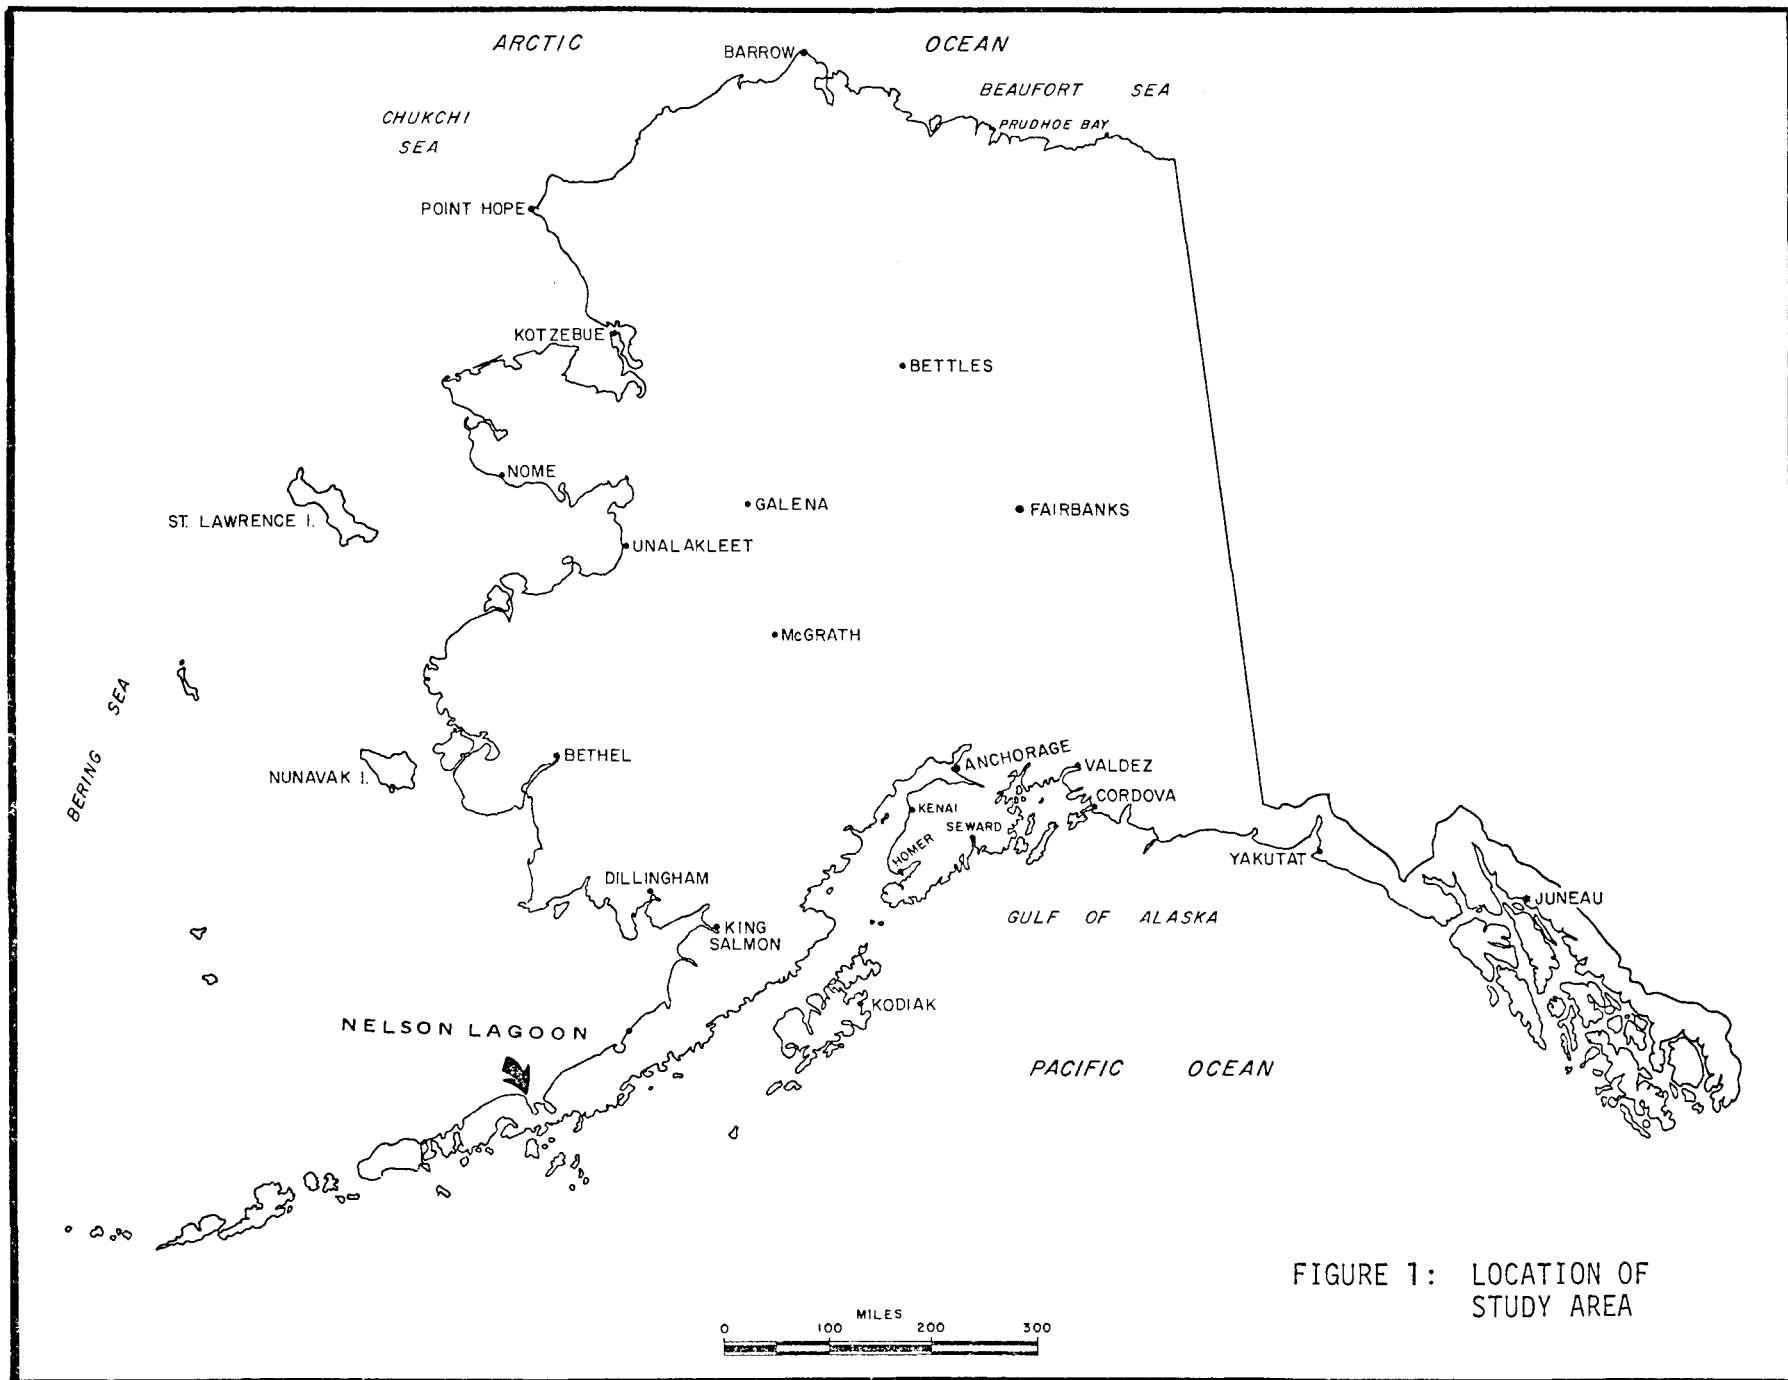 ARCTIC OCEAN
BARROW
BEAUFORT SEA
CHUKCHI
SEA
PRUDHOE BAY
POINT HOPE
KOTZEBUE
BETTLES
NOME
GALENA
FAIRBANKS
ST. LAWRENCE I.
UNALAKLEET
McGRATH
BERING SEA
NUNAVAK I.
BETHEL
ANCHORAGE
VALDEZ
KENAI
CORDOVA
SEWARD
HOMER
YAKUTAT
DILLINGHAM
JUNEAU
GULF OF ALASKA
KING
SALMON
KODIAK
NELSON LAGOON
PACIFIC OCEAN
FIGURE 1: LOCATION OF
STUDY AREA
MILES
0 100 200 300